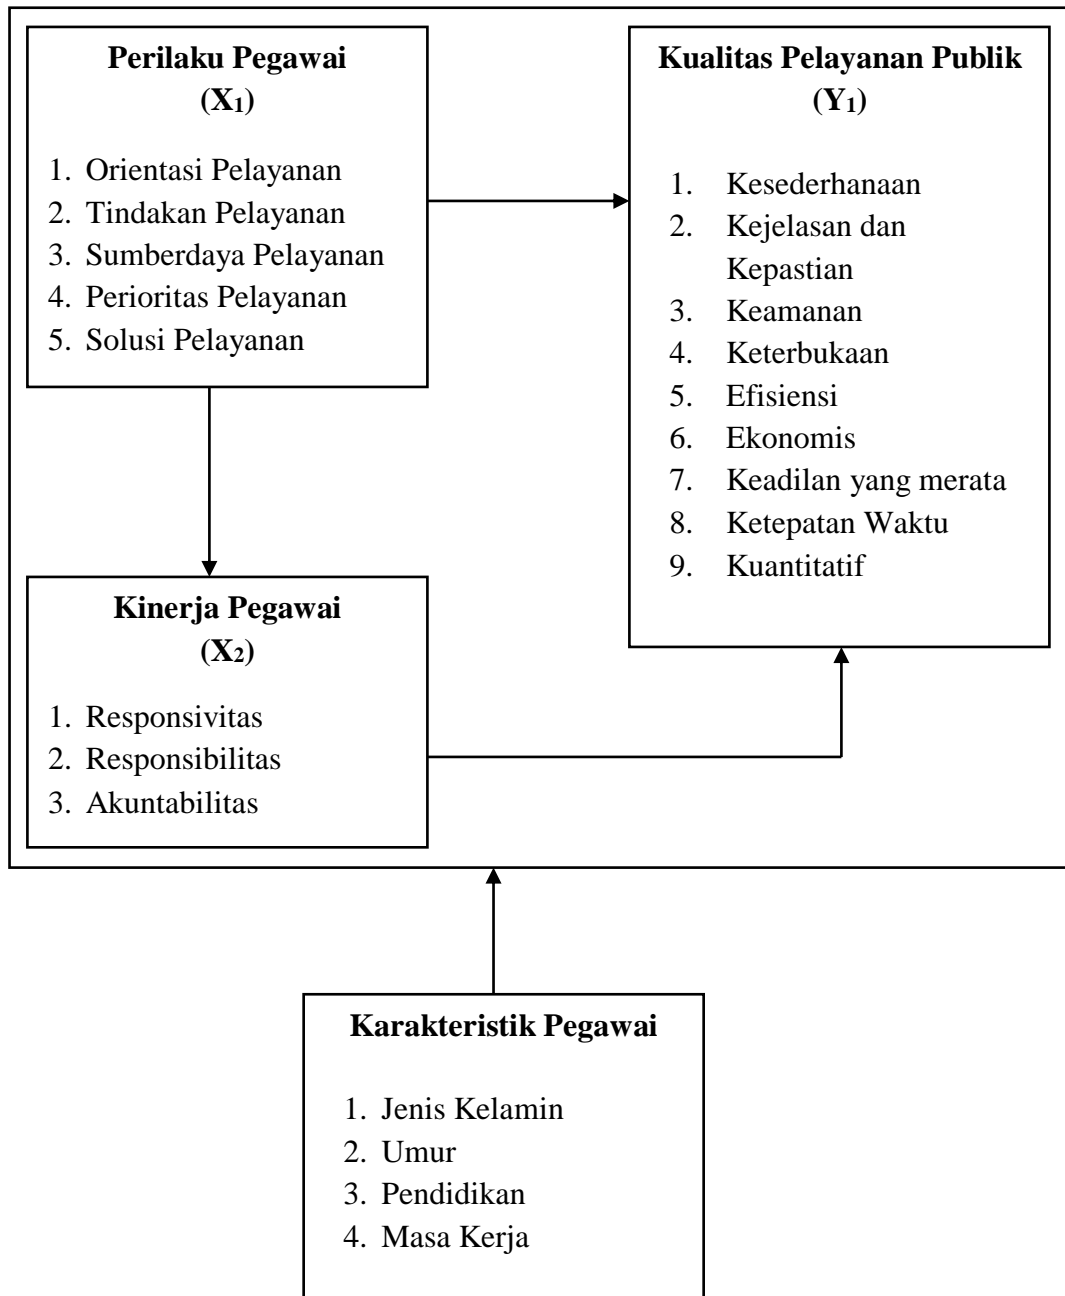 Perilaku Pegawai
(X₁)
1. Orientasi Pelayanan
2. Tindakan Pelayanan
3. Sumberdaya Pelayanan
4. Perioritas Pelayanan
5. Solusi Pelayanan
Kualitas Pelayanan Publik
(Y₁)
1. Kesederhanaan
2. Kejelasan dan
Kepastian
3. Keamanan
4. Keterbukaan
5. Efisiensi
6. Ekonomis
7. Keadilan yang merata
8. Ketepatan Waktu
9. Kuantitatif
Kinerja Pegawai
(X₂)
1. Responsivitas
2. Responsibilitas
3. Akuntabilitas
Karakteristik Pegawai
1. Jenis Kelamin
2. Umur
3. Pendidikan
4. Masa Kerja